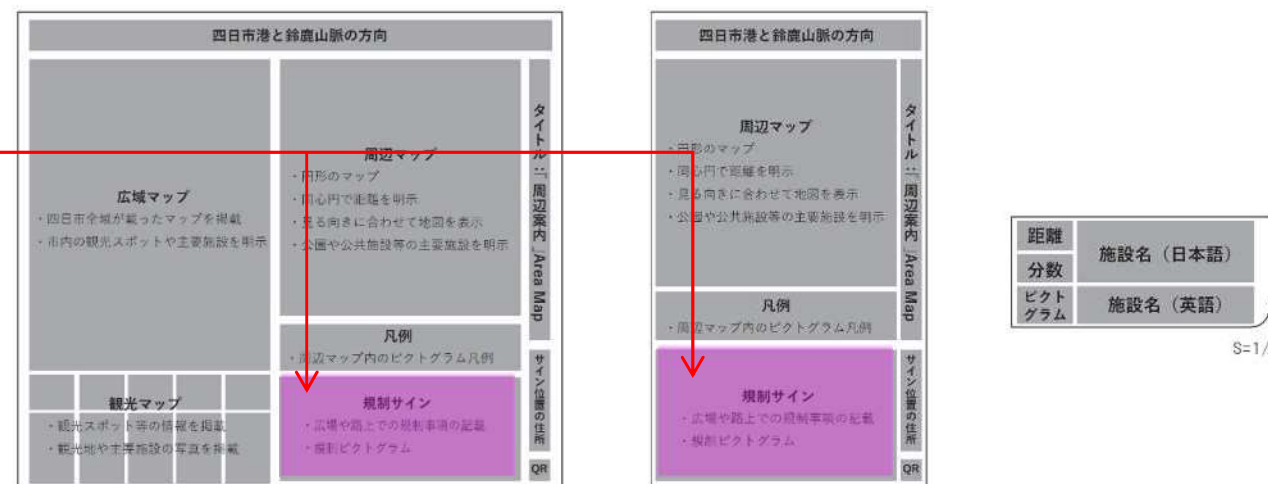 四日市港と鈴鹿山脈の方向
広域マップ
・四日市全域が載ったマップを掲載
・市内の観光スポットや主要施設を明示
周辺マップ
・円形のマップ
・同心円で距離を明示
・見る向きに合わせて地図を表示
・公園や公共施設等の主要施設を明示
凡例
・周辺マップ内のピクトグラム凡例
観光マップ
・観光スポット等の情報を掲載
・観光地や主要施設の写真を掲載
規制サイン
・広場や路上での規制事項の記載
・規制ピクトグラム
タイトル:「周辺案内」Area Map
サイン位置の住所
QR
四日市港と鈴鹿山脈の方向
周辺マップ
・円形のマップ
・同心円で距離を明示
・見る向きに合わせて地図を表示
・公園や公共施設等の主要施設を明示
凡例
・周辺マップ内のピクトグラム凡例
規制サイン
・広場や路上での規制事項の記載
・規制ピクトグラム
タイトル:「周辺案内」Area Map
サイン位置の住所
QR
距離
分数
ピクト
グラム
施設名（日本語）
施設名（英語）
S=1/